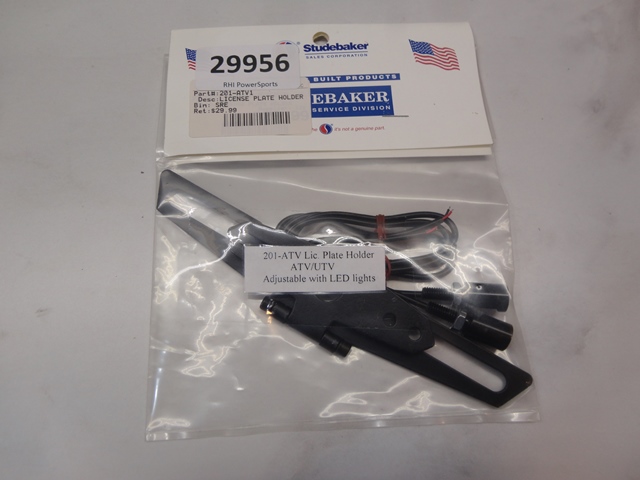 Studebaker
SALES CORPORATION
29956
RHI PowerSports
Part#:201-ATV1
Desc:LICENSE PLATE HOLDER
Bin: SRE
Ret:$29.99
BUILT PRODUCTS
EBAKER
SERVICE DIVISION
The
it's not a genuine part.
201-ATV Lic. Plate Holder
ATV/UTV
Adjustable with LED lights